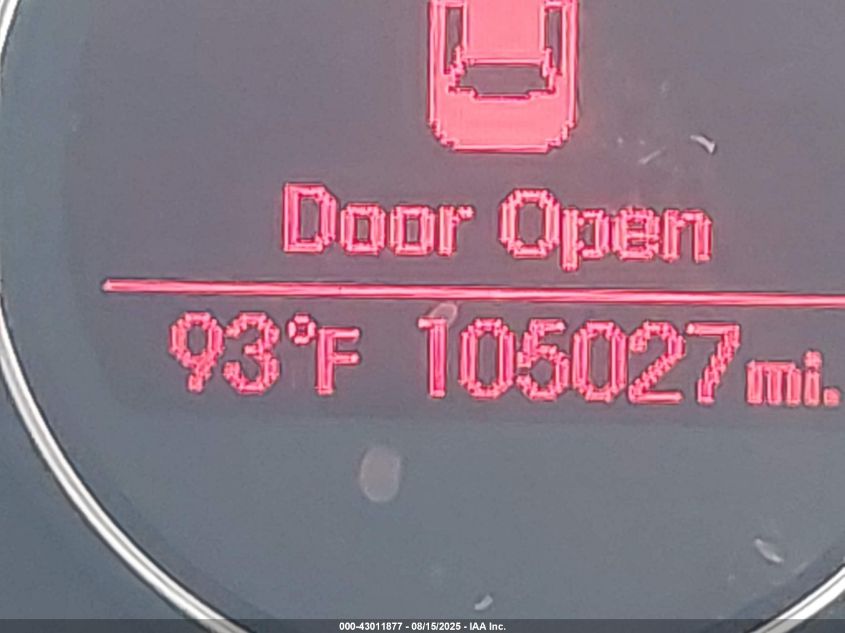 Door Open
93°F 105027 mi.
000-43011877 - 08/15/2025 - IAA Inc.